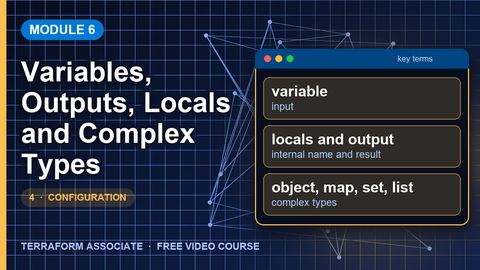 MODULE 6
Variables,
Outputs, Locals
and Complex
Types
4 · CONFIGURATION
TERRAFORM ASSOCIATE · FREE VIDEO COURSE
key terms
variable
input
locals and output
internal name and result
object, map, set, list
complex types